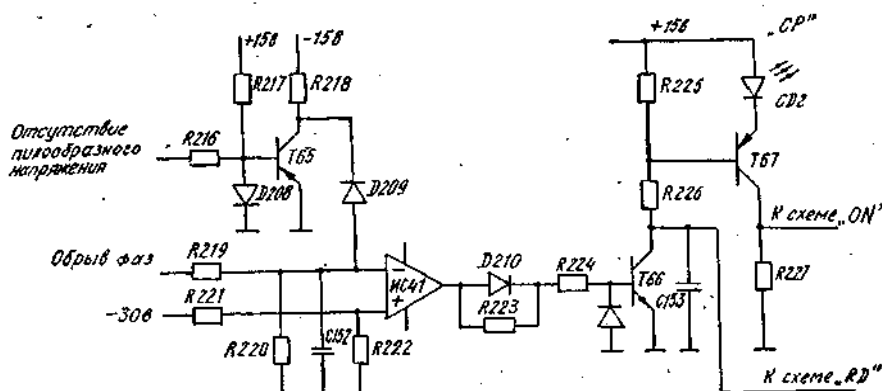 +15в
-15в
R217
R218
+15в
„CP"
R225
CD2
Отсутствие
пилообразного
напряжения
R216
T65
D208
D209
T67
R226
К схеме „ON"
Обрыв фаз
R219
ИС41
D210
R224
T66
C153
R227
-30в
R221
R223
R220
C152
R222
К схеме „RD"